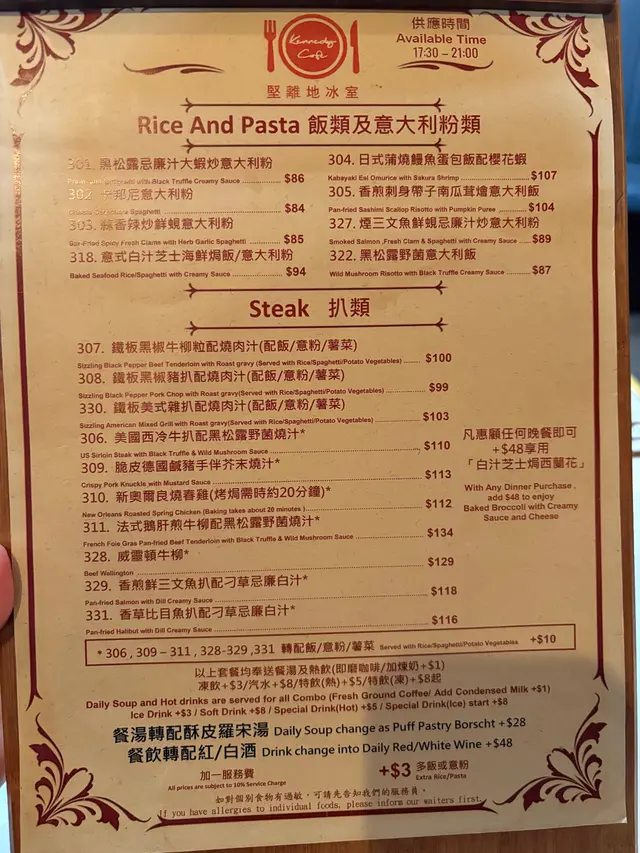 Kennedy
Café
堅離地冰室
供應時間
Available Time
17:30 - 21:00
Rice And Pasta 飯類及意大利粉類
301. 黑松露忌廉汁大蝦炒意大利粉
with Black Truffle Creamy Sauce $86
302. 卡邦尼意大利粉
Spaghetti $84
303. 蒜香辣炒鮮蜆意大利粉
Stir-Fried Spicy Fresh Clams with Herb Garlic Spaghetti $85
318. 意式白汁芝士海鮮焗飯/意大利粉
Baked Seafood Rice/Spaghetti with Creamy Sauce $94
304. 日式蒲燒鰻魚蛋包飯配櫻花蝦
Kabayaki Eel Omurice with Sakura Shrimp $107
305. 香煎刺身帶子南瓜茸燴意大利飯
Pan-fried Sashimi Scallop Risotto with Pumpkin Puree $104
327. 煙三文魚鮮蜆忌廉汁炒意大利粉
Smoked Salmon ,Fresh Clam & Spaghetti with Creamy Sauce $89
322. 黑松露野菌意大利飯
Wild Mushroom Risotto with Black Truffle Creamy Sauce $87
Steak 扒類
307. 鐵板黑椒牛柳粒配燒肉汁(配飯/意粉/薯菜)
Sizzling Black Pepper Beef Tenderloin with Roast gravy (Served with Rice/Spaghetti/Potato Vegetables) $100
308. 鐵板黑椒豬扒配燒肉汁(配飯/意粉/薯菜)
Sizzling Black Pepper Pork Chop with Roast gravy(Served with Rice/Spaghetti/Potato Vegetables) $99
330. 鐵板美式雜扒配燒肉汁(配飯/意粉/薯菜)
Sizzling American Mixed Grill with Roast gravy(Served with Rice/Spaghetti/Potato Vegetables) $103
306. 美國西冷牛扒配黑松露野菌燒汁*
US Sirloin Steak with Black Truffle & Wild Mushroom Sauce $110
309. 脆皮德國鹹豬手伴芥末燒汁*
Crispy Pork Knuckle with Mustard Sauce $113
310. 新奧爾良燒春雞(烤焗需時約20分鐘)*
New Orleans Roasted Spring Chicken (Baking takes about 20 minutes ) $112
311. 法式鵝肝煎牛柳配黑松露野菌燒汁*
French Foie Gras Pan-fried Beef Tenderloin with Black Truffle & Wild Mushroom Sauce $134
328. 威靈頓牛柳*
Beef Wellington $129
329. 香煎鮮三文魚扒配刁草忌廉白汁*
Pan-fried Salmon with Dill Creamy Sauce $118
331. 香草比目魚扒配刁草忌廉白汁*
Pan-fried Halibut with Dill Creamy Sauce $116
凡惠顧任何晚餐即可
+$48享用
「白汁芝士焗西蘭花」
With Any Dinner Purchase ,
add $48 to enjoy
Baked Broccoli with Creamy
Sauce and Cheese
* 306 , 309 – 311 , 328-329 ,331 轉配飯/意粉/薯菜 Served with Rice/Spaghetti/Potato Vegetables +$10
以上套餐均奉送餐湯及熱飲(即磨咖啡/加煉奶+$1)
凍飲+$3/汽水+$8/特飲(熱)+$5/特飲(凍)+$8起
Daily Soup and Hot drinks are served for all Combo (Fresh Ground Coffee/ Add Condensed Milk +$1)
Ice Drink +$3 / Soft Drink +$8 / Special Drink(Hot) +$5 / Special Drink(Ice) start +$8
餐湯轉配酥皮羅宋湯 Daily Soup change as Puff Pastry Borscht +$28
餐飲轉配紅/白酒 Drink change into Daily Red/White Wine +$48
加一服務費
All prices are subject to 10% Service Charge
+$3 多飯或意粉
Extra Rice/Pasta
如對個別食物有過敏，可請先告知我們的服務員。
If you have allergies to individual foods, please inform our waiters first.